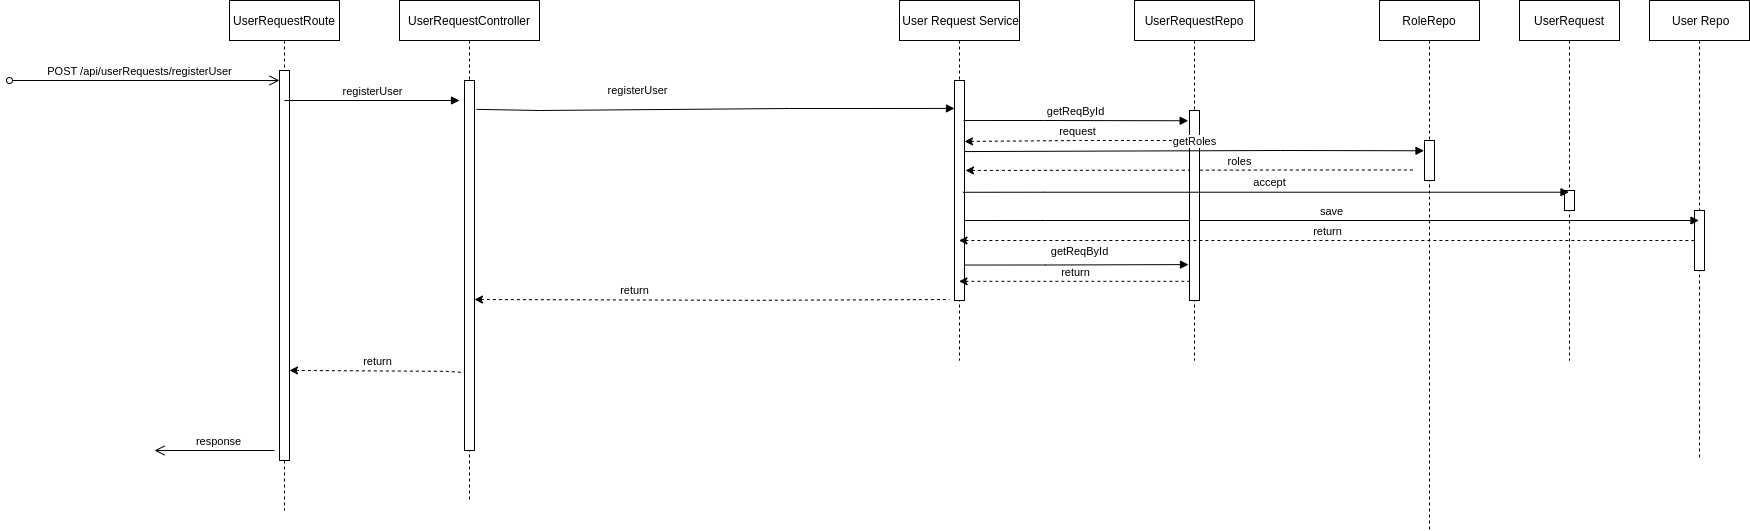 UserRequestRoute
UserRequestController
User Request Service
UserRequestRepo
RoleRepo
UserRequest
User Repo
POST /api/userRequests/registerUser
registerUser
registerUser
getReqById
request
getRoles
roles
accept
save
return
getReqById
return
return
return
response